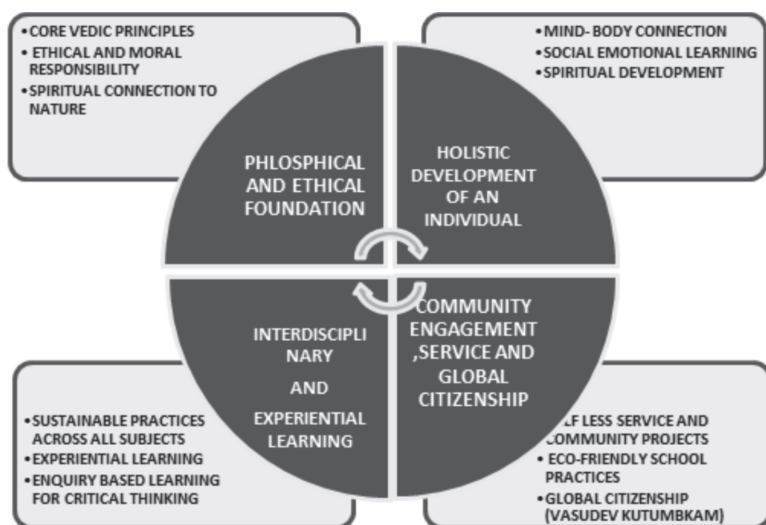 •CORE VEDIC PRINCIPLES
• ETHICAL AND MORAL
RESPONSIBILITY
•SPIRITUAL CONNECTION TO
NATURE
•MIND- BODY CONNECTION
•SOCIAL EMOTIONAL LEARNING
•SPIRITUAL DEVELOPMENT
PHLOSPHICAL
AND ETHICAL
FOUNDATION
HOLISTIC
DEVELOPMENT
OF AN
INDIVIDUAL
INTERDISCIPLI
NARY
AND
EXPERIENTIAL
LEARNING
COMMUNITY
ENGAGEMENT
,SERVICE AND
GLOBAL
CITIZENSHIP
•SUSTAINABLE PRACTICES
ACROSS ALL SUBJECTS
•EXPERIENTIAL LEARNING
•ENQUIRY BASED LEARNING
FOR CRITICAL THINKING
LESS SERVICE AND
COMMUNITY PROJECTS
• ECO-FRIENDLY SCHOOL
PRACTICES
•GLOBAL CITIZENSHIP
(VASUDEV KUTUMBKAM)